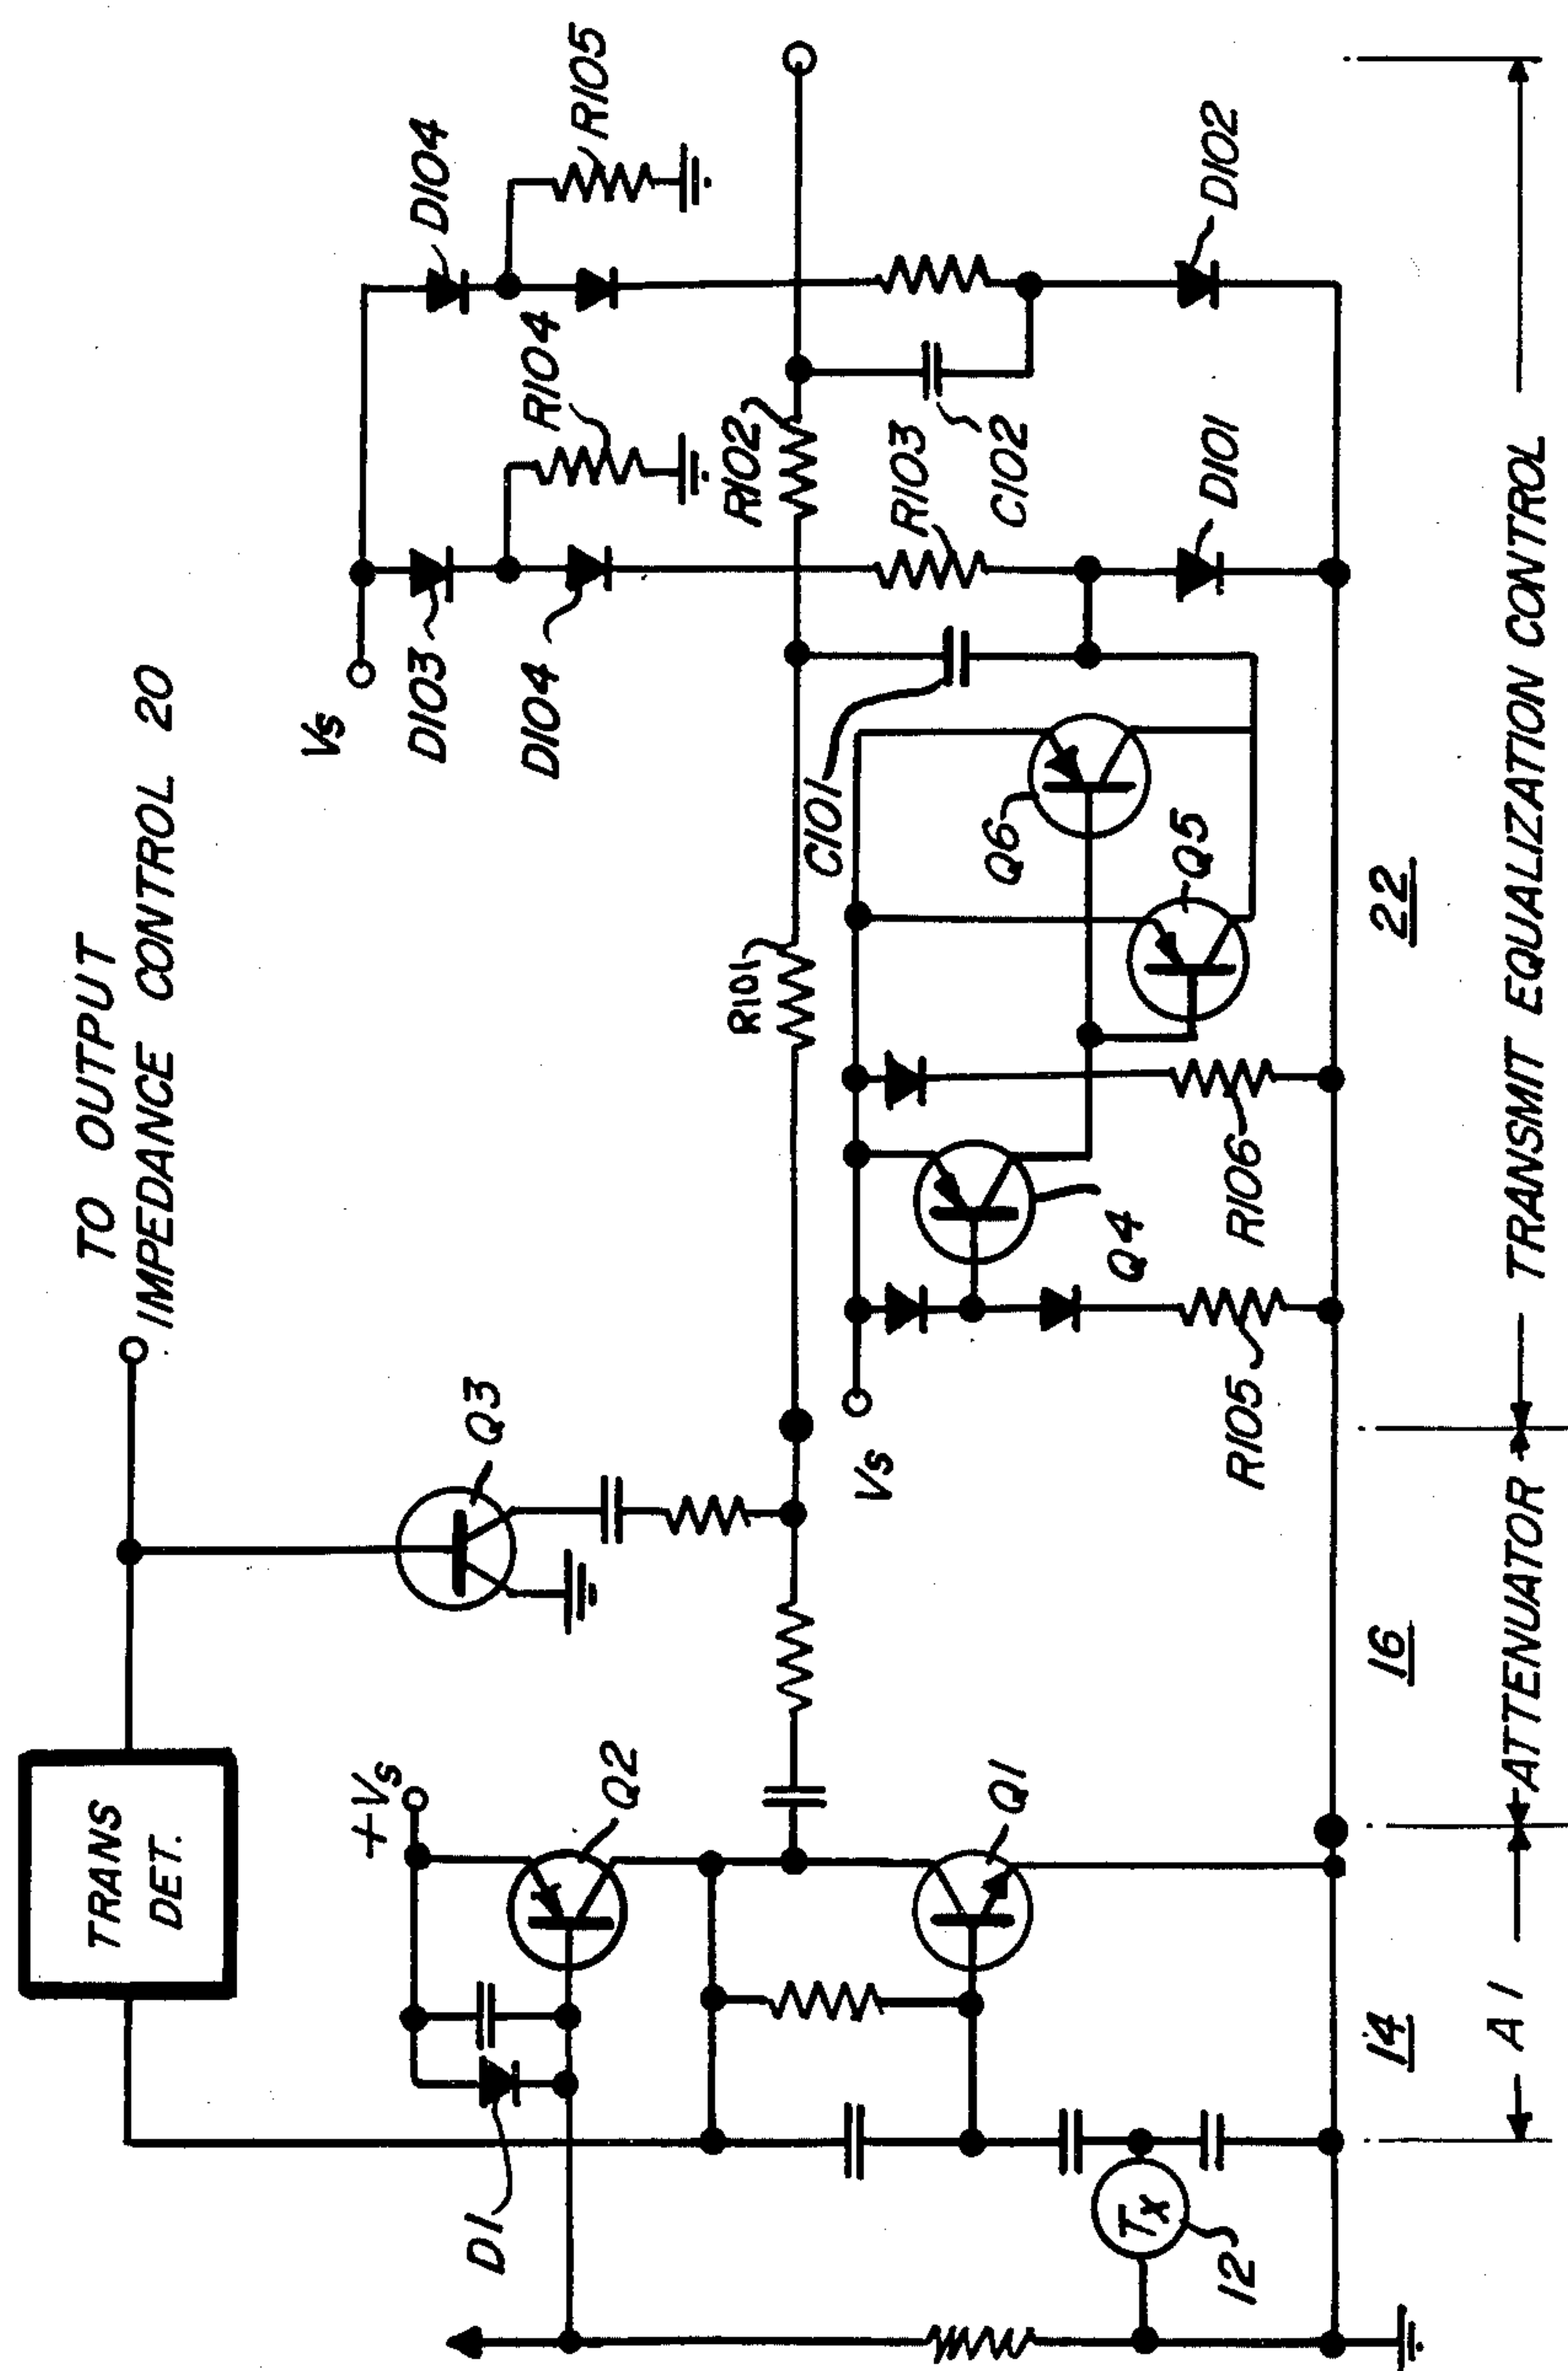 TO OUTPUT
IMPEDANCE CONTROL 20
TRANS
DET.
Q3
+Vs
Q2
D1
Q1
Tx
12
Vs
D103
D104
D104
R105
R104
R102
R101
C101
R103
C102
D101
D102
Vs
Q4
Q6
Q5
R105
R106
14
16
22
A1
ATTENUATOR
TRANSMIT EQUALIZATION CONTROL